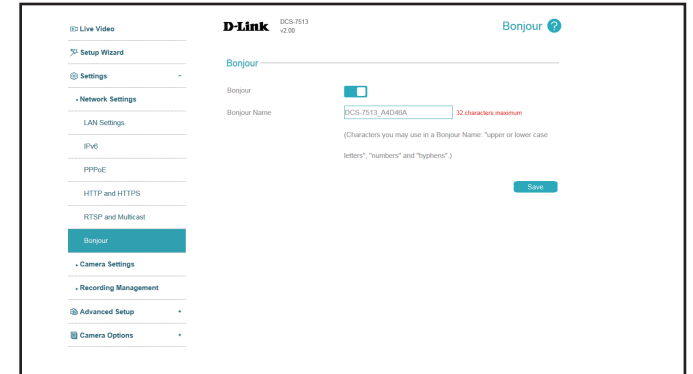 Live Video
D-Link DCS-7513
v2.00
Bonjour ?
Setup Wizard
Settings -
• Network Settings
LAN Settings
IPv6
PPPoE
HTTP and HTTPS
RTSP and Multicast
Bonjour
• Camera Settings
• Recording Management
Advanced Setup +
Camera Options +
Bonjour
Bonjour
Bonjour Name DCS-7513_A4D46A 32 characters maximum
(Characters you may use in a Bonjour Name: "upper or lower case
letters", "numbers" and "hyphens".)
Save